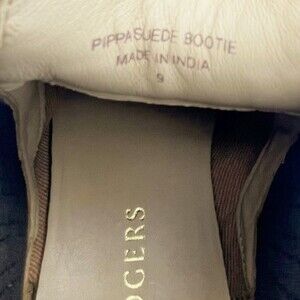 PIPPA SUEDE BOOTIE
MADE IN INDIA
9
OGERS